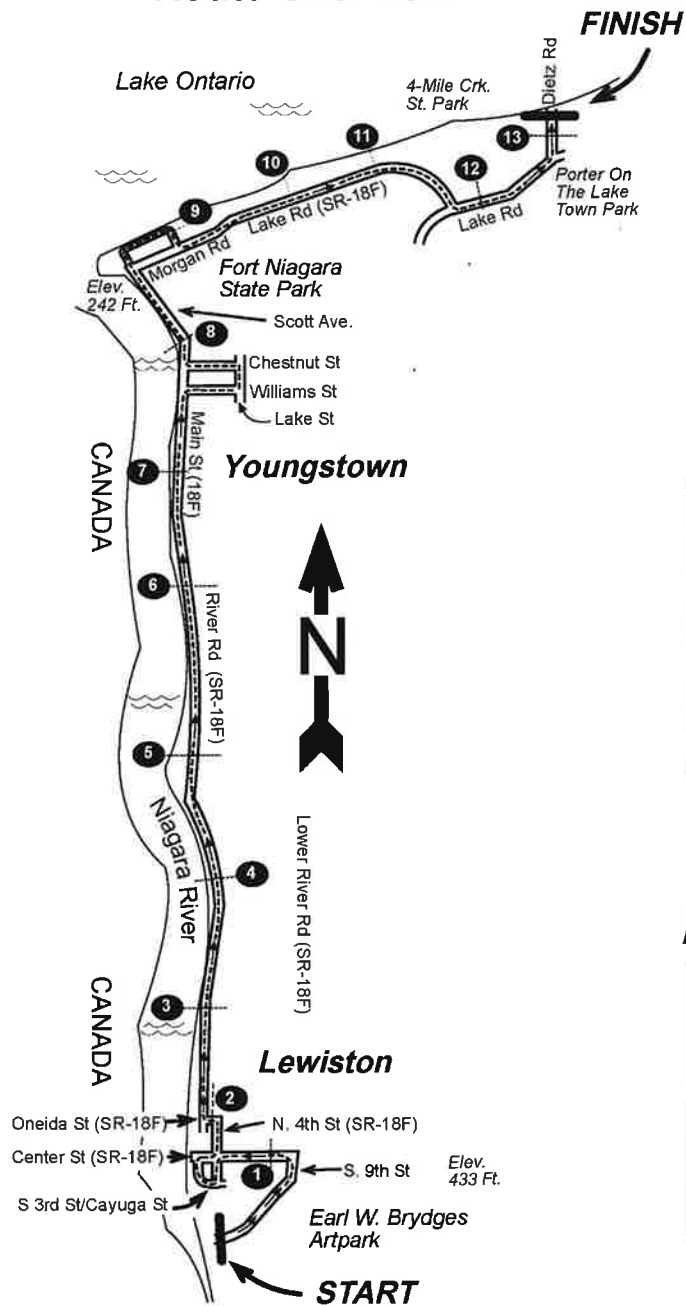 FINISH
Lake Ontario
Dietz Rd
4-Mile Crk.
St. Park
11
13
10
12
Porter On
The Lake
Town Park
Lake Rd (SR-18F)
Lake Rd
9
Morgan Rd
Fort Niagara
State Park
Elev.
242 Ft.
Scott Ave.
8
Chestnut St
Williams St
Lake St
Main St (18F)
CANADA
7
Youngstown
6
River Rd (SR-18F)
N
5
Niagara River
Lower River Rd (SR-18F)
4
CANADA
3
Lewiston
2
Oneida St (SR-18F)
N. 4th St (SR-18F)
Center St (SR-18F)
1
S. 9th St
Elev.
433 Ft.
S 3rd St/Cayuga St
Earl W. Brydges
Artpark
START